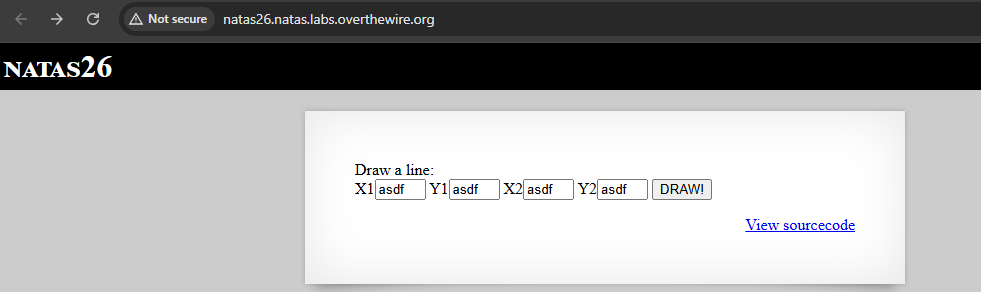 Not secure natas26.natas.labs.overthewire.org
NATAS26
Draw a line:
X1 asdf Y1 asdf X2 asdf Y2 asdf DRAW!
View sourcecode